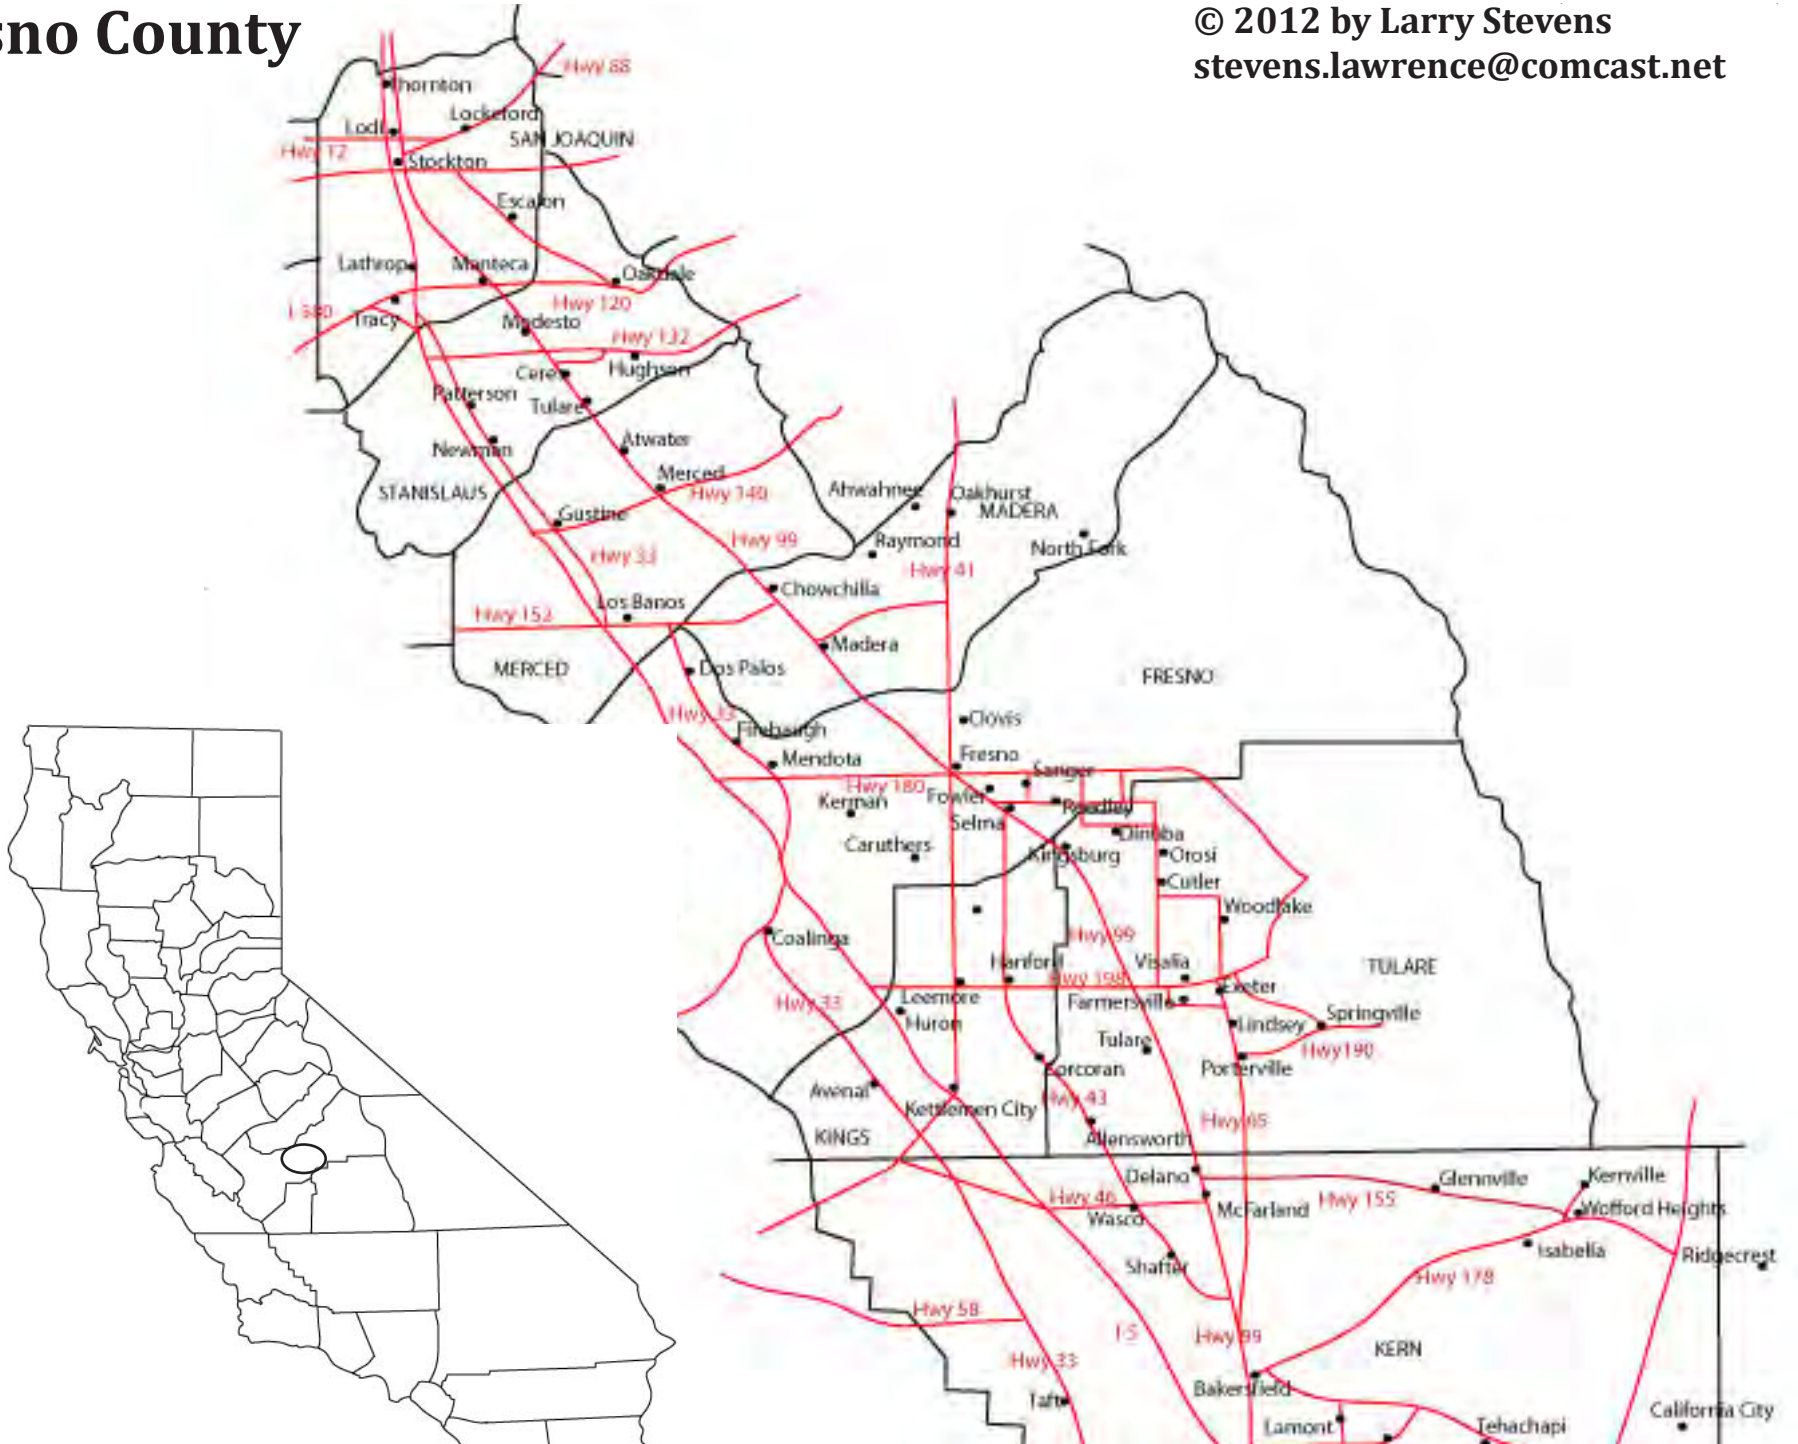 sno County
© 2012 by Larry Stevens
stevens.lawrence@comcast.net
Hwy 88
Thornton
Lockeford
Lodi
SAN JOAQUIN
Hwy 12
Stockton
Escalon
Lathrop
Manteca
Oakdale
Hwy 120
Tracy
Modesto
Hwy 132
Ceres
Hughson
Patterson
Tulare
Newman
Atwater
Merced
STANISLAUS
Hwy 140
Ahwahnee
Oakhurst
MADERA
Gustine
Hwy 99
Raymond
North Fork
Hwy 33
Hwy 41
Chowchilla
Los Banos
Hwy 152
Madera
MERCED
Dos Palos
FRESNO
Hwy 33
Clovis
Firebaugh
Mendota
Fresno
Sanger
Hwy 180
Kerman
Fowler
Reedley
Selma
Dinuba
Caruthers
Kingsburg
Orosi
Cutler
Woodlake
Coalinga
Hwy 99
Hanford
Visalia
TULARE
Hwy 198
Exeter
Hwy 33
Leemore
Farmersville
Huron
Lindsey
Springville
Tulare
Hwy190
Corcoran
Porterville
Avenal
Kettlemen City
Hwy 43
Hwy 65
KINGS
Allensworth
Delano
Glennville
Kernville
Hwy 46
Hwy 155
Wasco
McFarland
Wofford Heights
Isabella
Ridgecrest
Shafter
Hwy 178
Hwy 58
I-5
Hwy 99
KERN
Hwy 33
Bakersfield
Taft
Lamont
Tehachapi
California City